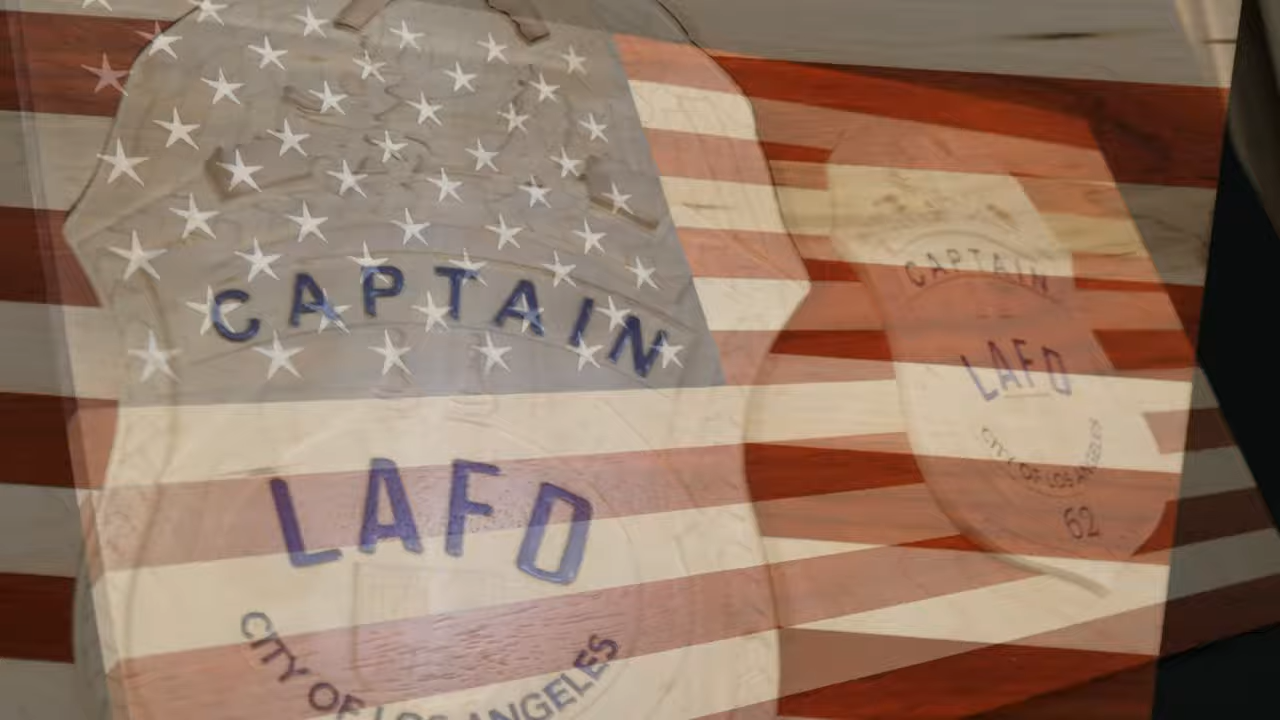 CAPTAIN
LAFD
CITY OF LOS ANGELES
CAPTAIN
LAFD
CITY OF LOS ANGELES
62